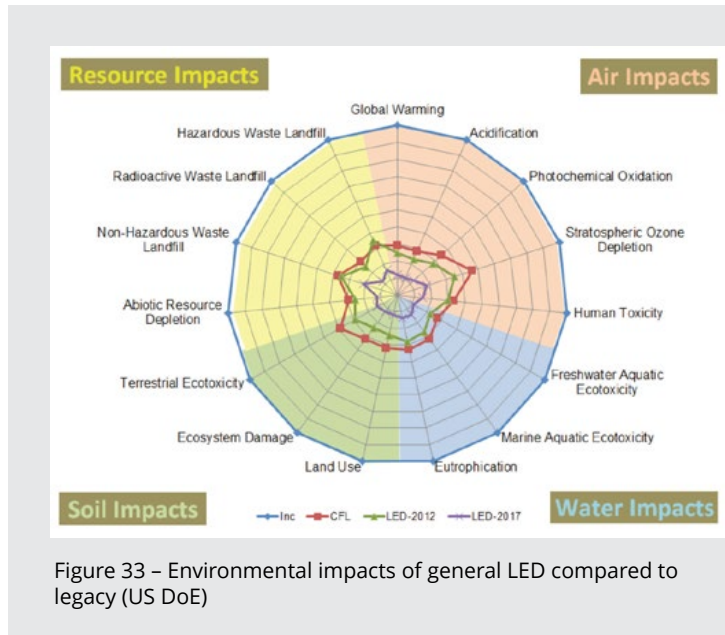 Resource Impacts
Air Impacts
Global Warming
Hazardous Waste Landfill
Acidification
Radioactive Waste Landfill
Photochemical Oxidation
Non-Hazardous Waste
Landfill
Stratospheric Ozone
Depletion
Abiotic Resource
Depletion
Human Toxicity
Terrestrial Ecotoxicity
Freshwater Aquatic
Ecotoxicity
Ecosystem Damage
Marine Aquatic Ecotoxicity
Land Use
Eutrophication
Soil Impacts
Inc CFL LED-2012 LED-2017
Water Impacts
Figure 33 – Environmental impacts of general LED compared to
legacy (US DoE)